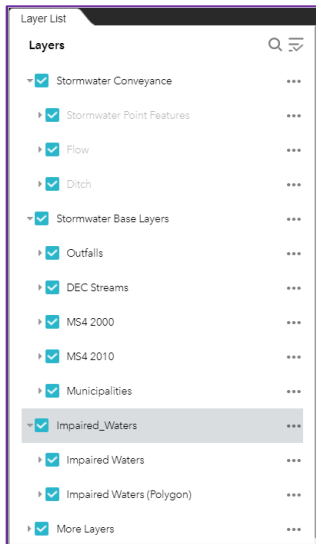 Layer List
Layers
Stormwater Conveyance
Stormwater Point Features
Flow
Ditch
Stormwater Base Layers
Outfalls
DEC Streams
MS4 2000
MS4 2010
Municipalities
Impaired_Waters
Impaired Waters
Impaired Waters (Polygon)
More Layers